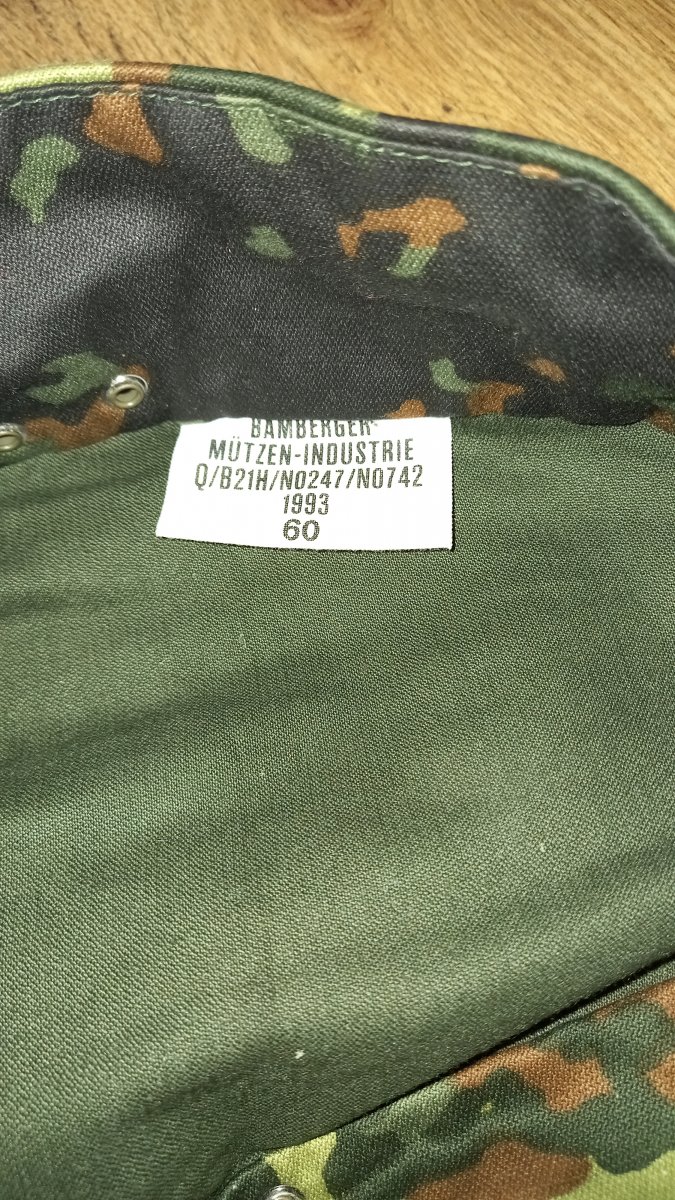 BAMBERGER-
MÜTZEN-INDUSTRIE
Q/B21H/N0247/N0742
1993
60